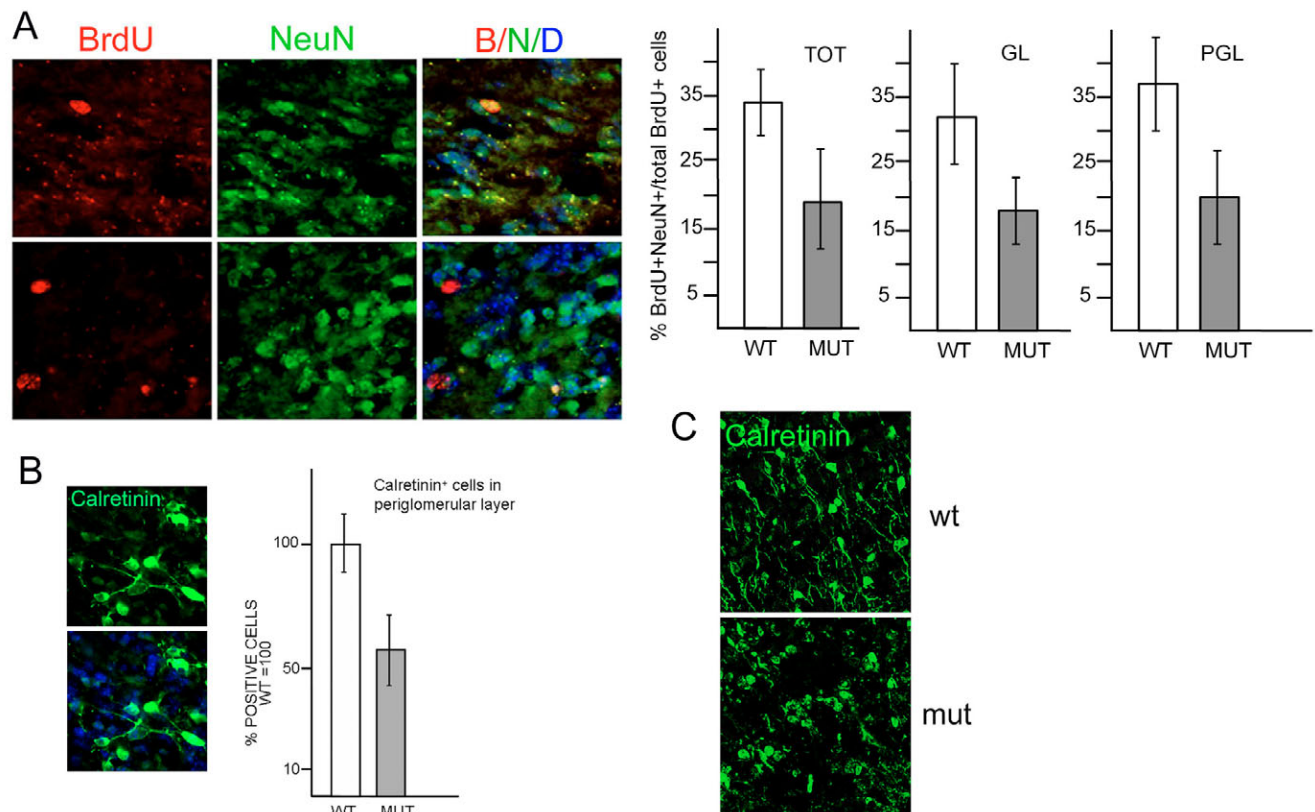 A
BrdU
NeuN
B/N/D
% BrdU+NeuN+/total BrdU+ cells
35
25
15
5
TOT
WT
MUT
35
25
15
5
GL
WT
MUT
35
25
15
5
PGL
WT
MUT
B
Calretinin
% POSITIVE CELLS
WT =100
100
50
10
Calretinin⁺ cells in
periglomerular layer
WT
MUT
C
Calretinin
wt
mut